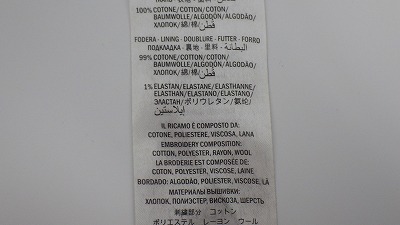 100% COTONE/COTTON/COTON/
BAUMWOLLE/ALGODÓN/ALGODÃO/
ХЛОПОК/綿/棉/قطن
FODERA - LINING - DOUBLURE - FUTTER - FORRO
ПОДКЛАДКА - 裏地 - 里料 - البطانة
99% COTONE/COTTON/COTON/
BAUMWOLLE/ALGODÓN/ALGODÃO/
ХЛОПОК/綿/棉/قطن
1% ELASTAN/ELASTANE/ELASTHANNE/
ELASTHAN/ELASTANO/ELASTANO/
ЭЛАСТАН/ポリウレタン/氨纶/
إيلاستين
IL RICAMO É COMPOSTO DA:
COTONE, POLIESTERE, VISCOSA, LANA
EMBROIDERY COMPOSITION:
COTTON, POLYESTER, RAYON, WOOL
LA BRODERIE EST COMPOSÉE DE:
COTON, POLYESTER, VISCOSE, LAINE
BORDADO: ALGODÃO, POLIESTER, VISCOSE, LÃ
МАТЕРИАЛЫ ВЫШИВКИ:
ХЛОПОК, ПОЛИЭСТЕР, ВИСКОЗА, ШЕРСТЬ
刺繍部分 コットン
ポリエステル レーヨン ウール